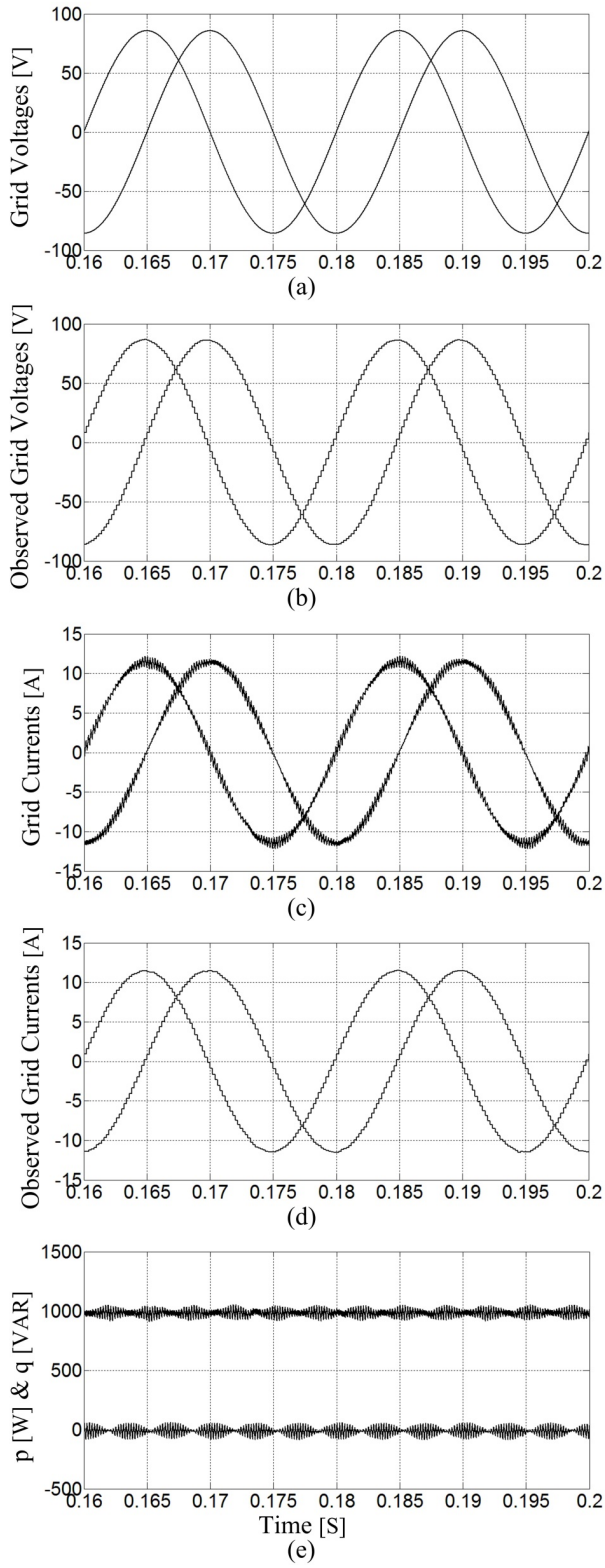 Grid Voltages [V]
100
50
0
-50
-100
0.16 0.165 0.17 0.175 0.18 0.185 0.19 0.195 0.2
(a)
Observed Grid Voltages [V]
100
50
0
-50
-100
0.16 0.165 0.17 0.175 0.18 0.185 0.19 0.195 0.2
(b)
Grid Currents [A]
15
10
5
0
-5
-10
-15
0.16 0.165 0.17 0.175 0.18 0.185 0.19 0.195 0.2
(c)
Observed Grid Currents [A]
15
10
5
0
-5
-10
-15
0.16 0.165 0.17 0.175 0.18 0.185 0.19 0.195 0.2
(d)
p [W] & q [VAR]
1500
1000
500
0
-500
0.16 0.165 0.17 0.175 0.18 0.185 0.19 0.195 0.2
Time [S]
(e)